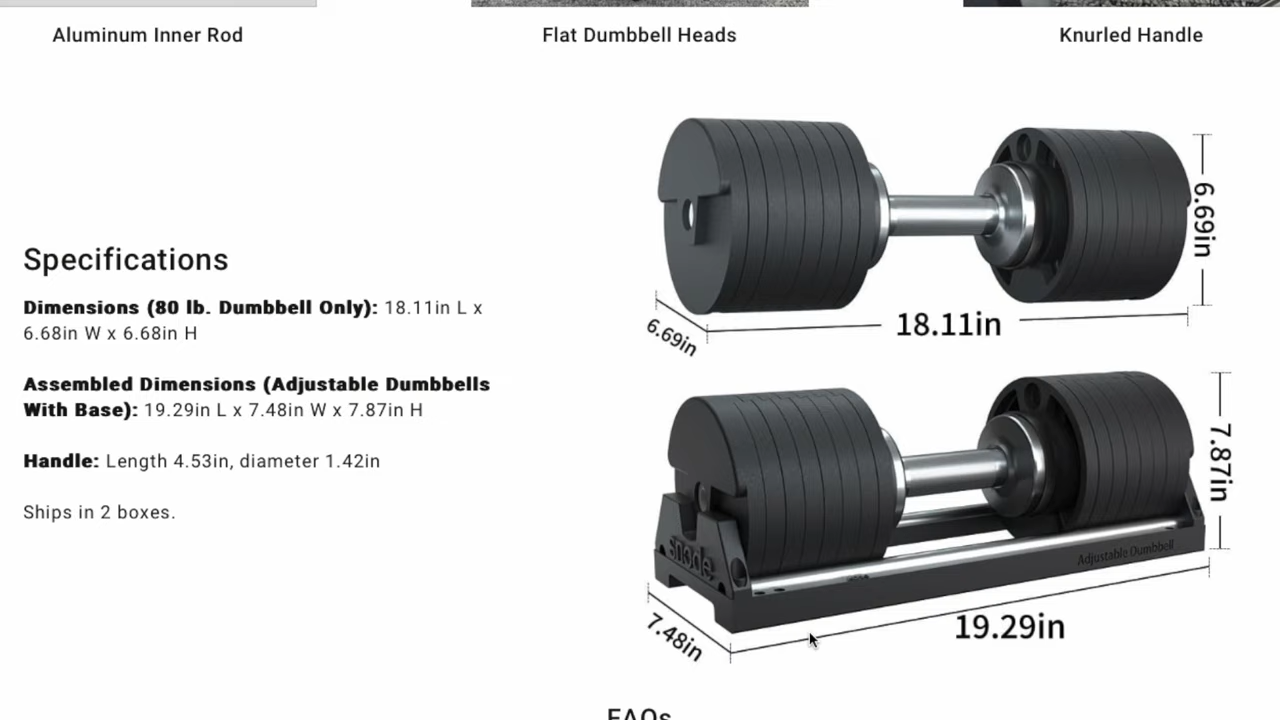 Aluminum Inner Rod
Flat Dumbbell Heads
Knurled Handle
Specifications
Dimensions (80 lb. Dumbbell Only): 18.11in L x
6.68in W x 6.68in H
Assembled Dimensions (Adjustable Dumbbells
With Base): 19.29in L x 7.48in W x 7.87in H
Handle: Length 4.53in, diameter 1.42in
Ships in 2 boxes.
6.69in
18.11in
6.69in
7.87in
snode
Adjustable Dumbbell
19.29in
7.48in
FAQs